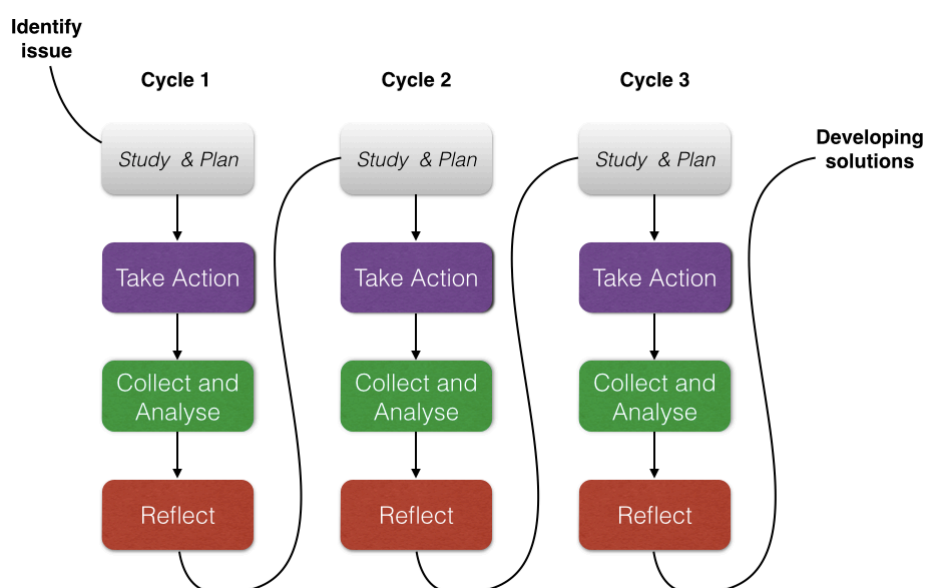 Identify
issue
Cycle 1
Study & Plan
Take Action
Collect and
Analyse
Reflect
Cycle 2
Study & Plan
Take Action
Collect and
Analyse
Reflect
Cycle 3
Study & Plan
Take Action
Collect and
Analyse
Reflect
Developing
solutions